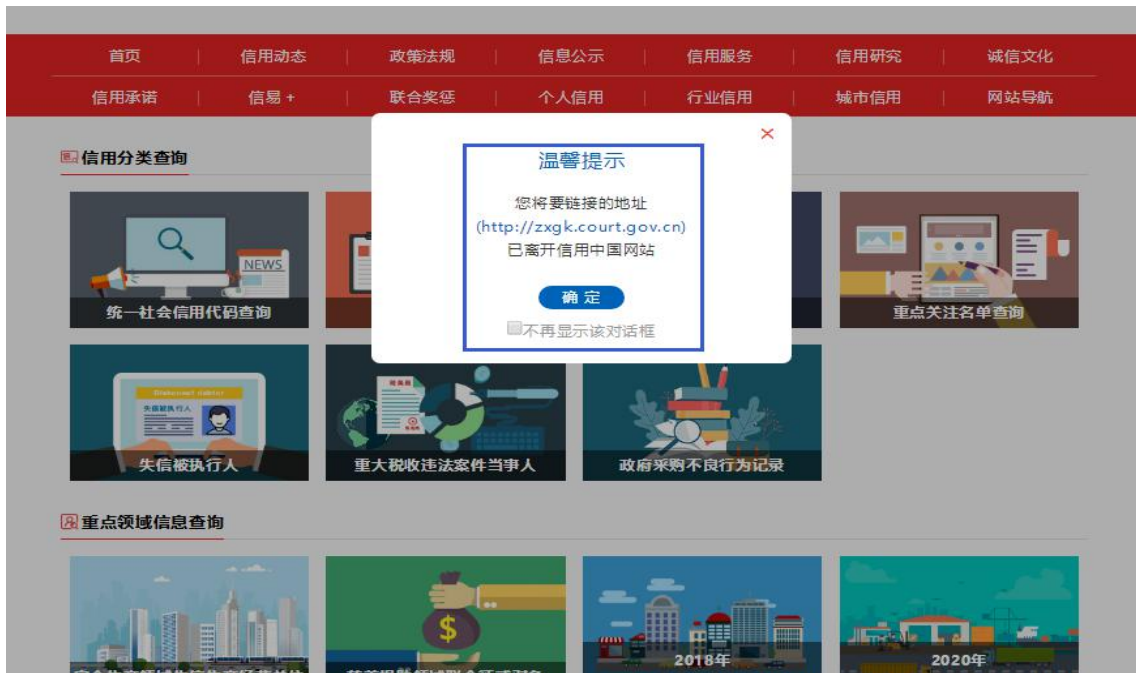 首页
信用动态
政策法规
信息公示
信用服务
信用研究
诚信文化
信用承诺
信易 +
联合奖惩
个人信用
行业信用
城市信用
网站导航
信用分类查询
温馨提示
您将要链接的地址
(http://zxgk.court.gov.cn)
已离开信用中国网站
确 定
不再显示该对话框
NEWS
统一社会信用代码查询
重点关注名单查询
失信被执行人
失信被执行人
重大税收违法案件当事人
政府采购不良行为记录
重点领域信息查询
$
2018年
2020年